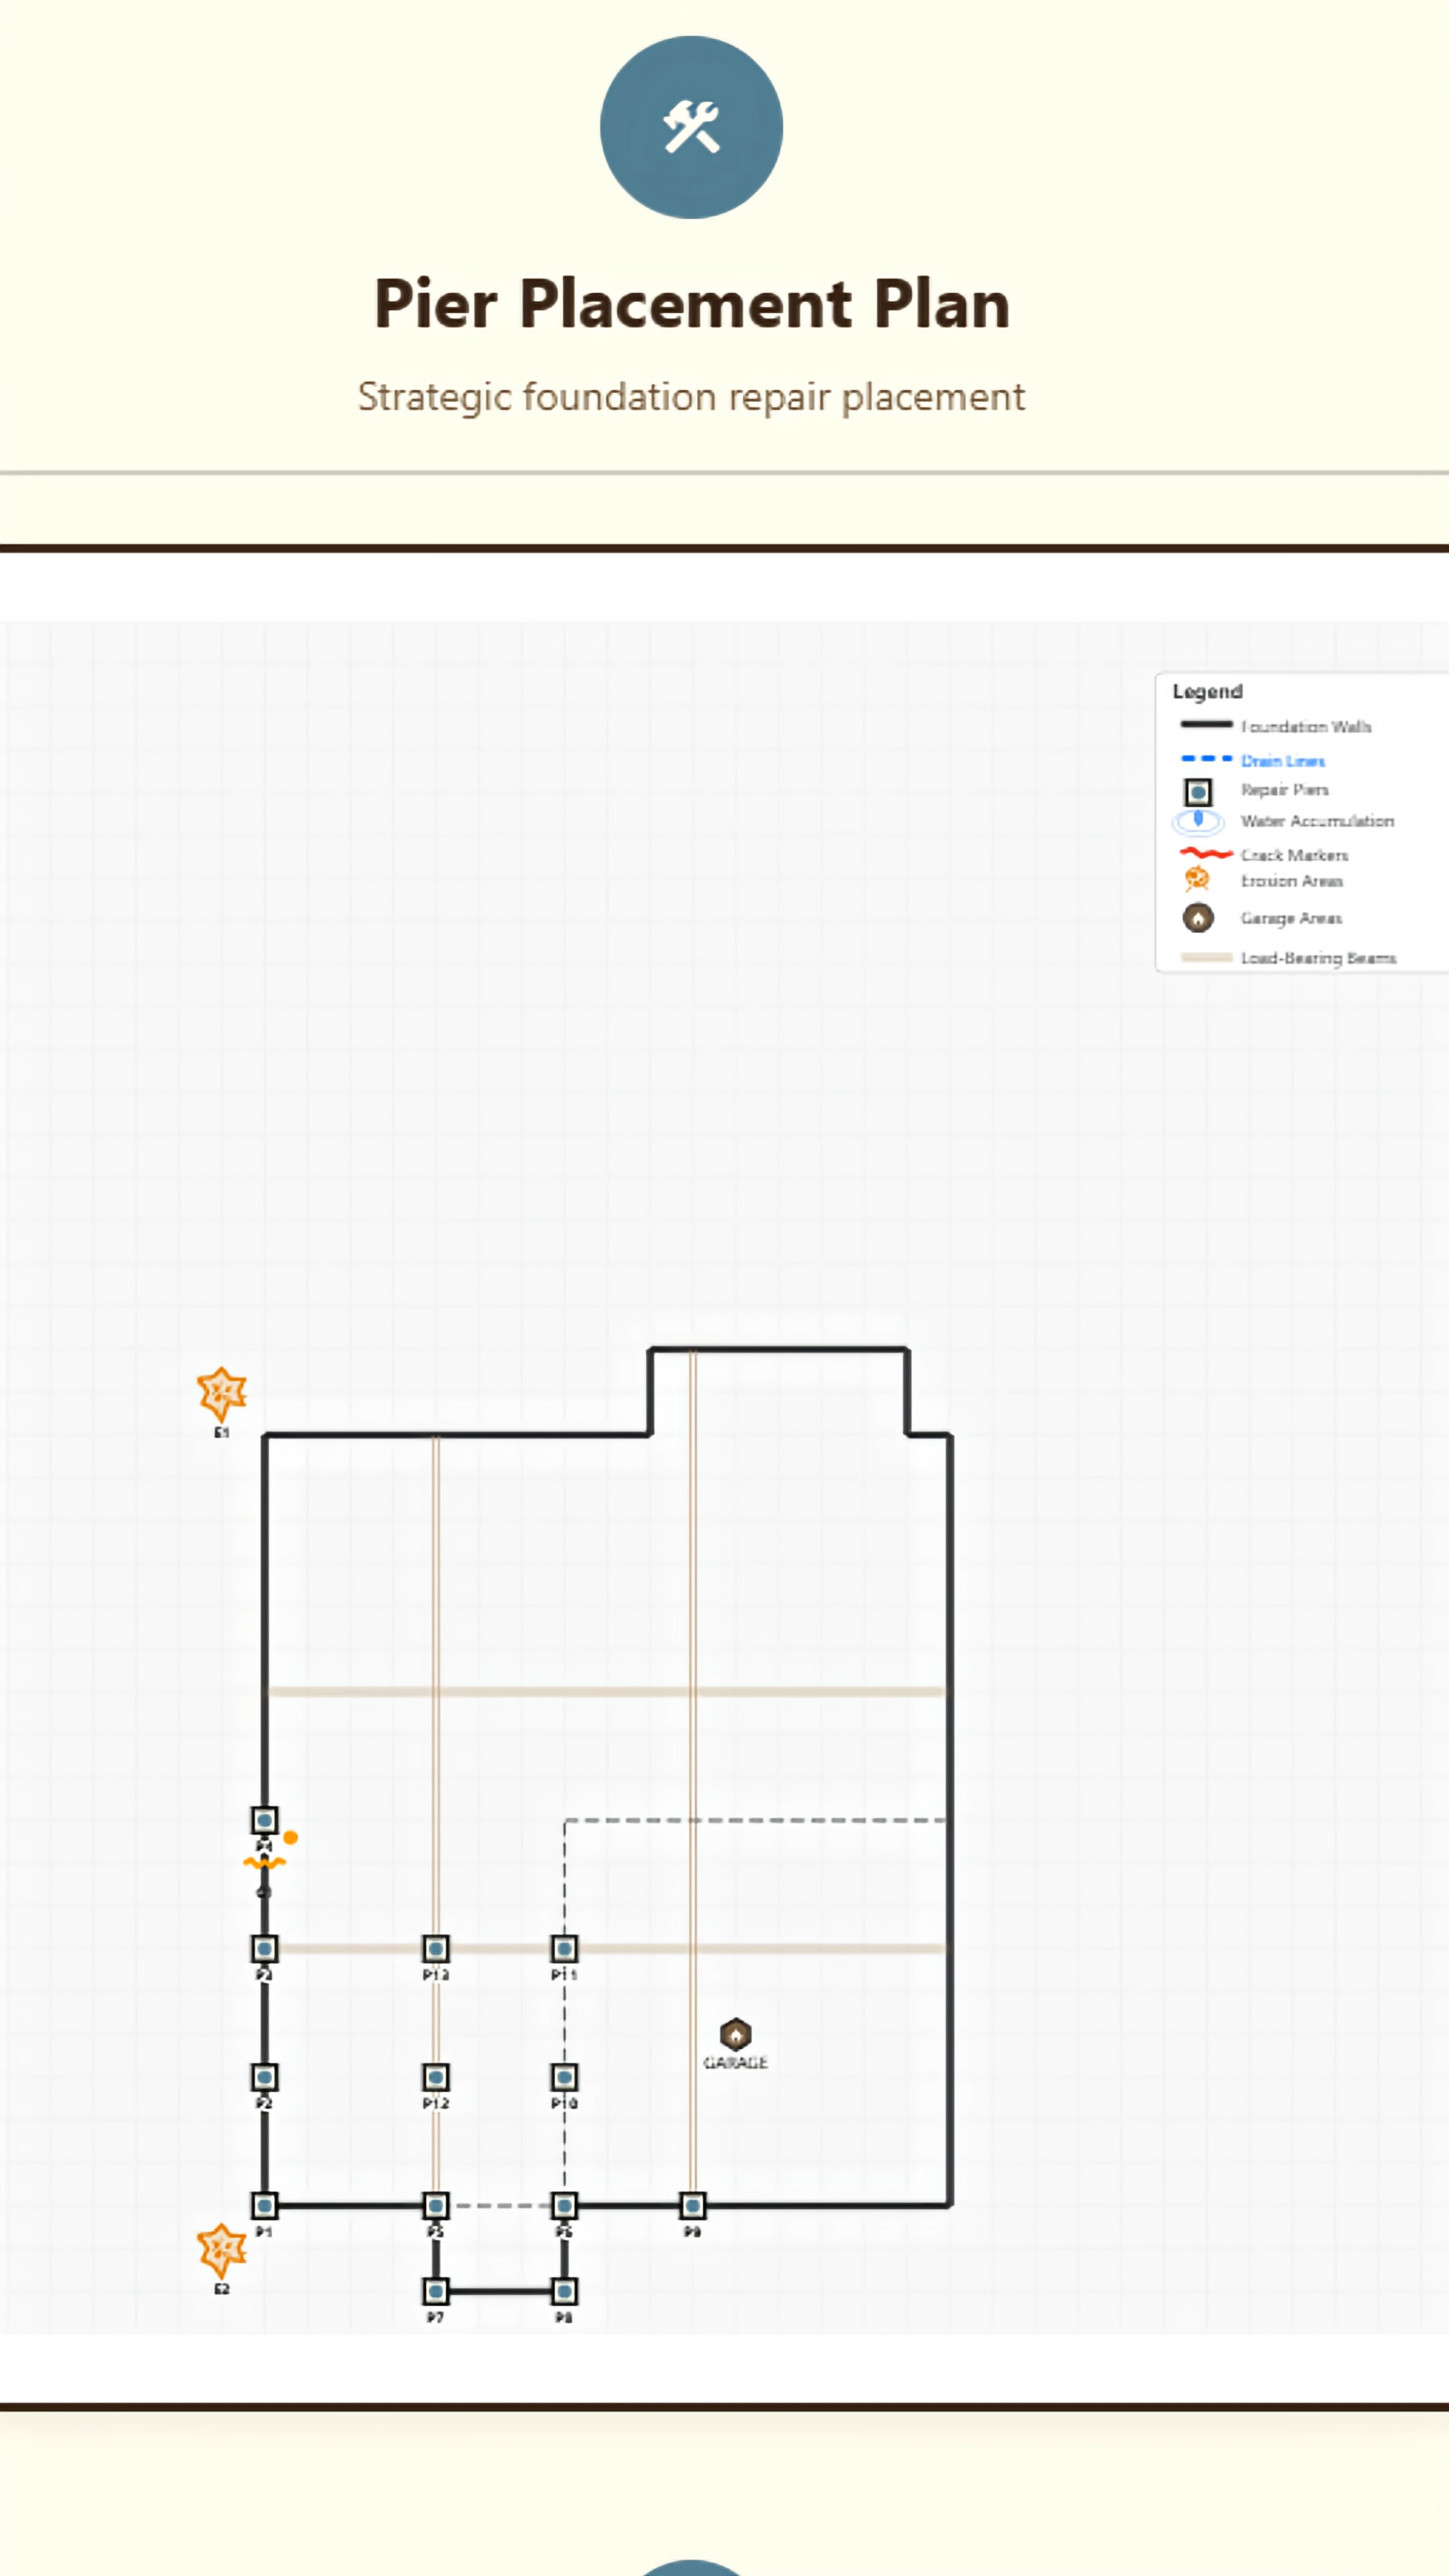 Pier Placement Plan
Strategic foundation repair placement
Legend
Foundation Walls
Drain Lines
Repair Piers
Water Accumulation
Crack Markers
Erosion Areas
Garage Areas
Load-Bearing Beams
E1
P4
P3 P13 P11
GARAGE
P2 P12 P10
P1 P5 P6 P9
E2
P7 P8